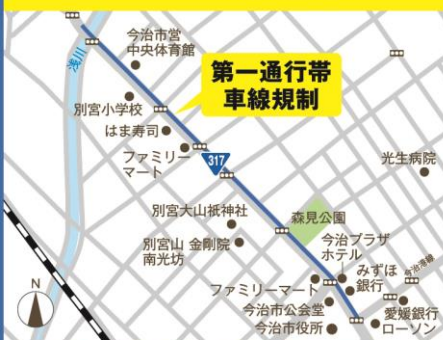 今治市営
中央体育館
浅川
第一通行帯
車線規制
別宮小学校
はま寿司
ファミリー
マート
317
光生病院
別宮大山祇神社
森見公園
別宮山 金剛院
南光坊
今治プラザ
ホテル
今治港線
みずほ
銀行
ファミリーマート
今治市公会堂
今治市役所
愛媛銀行
ローソン
N